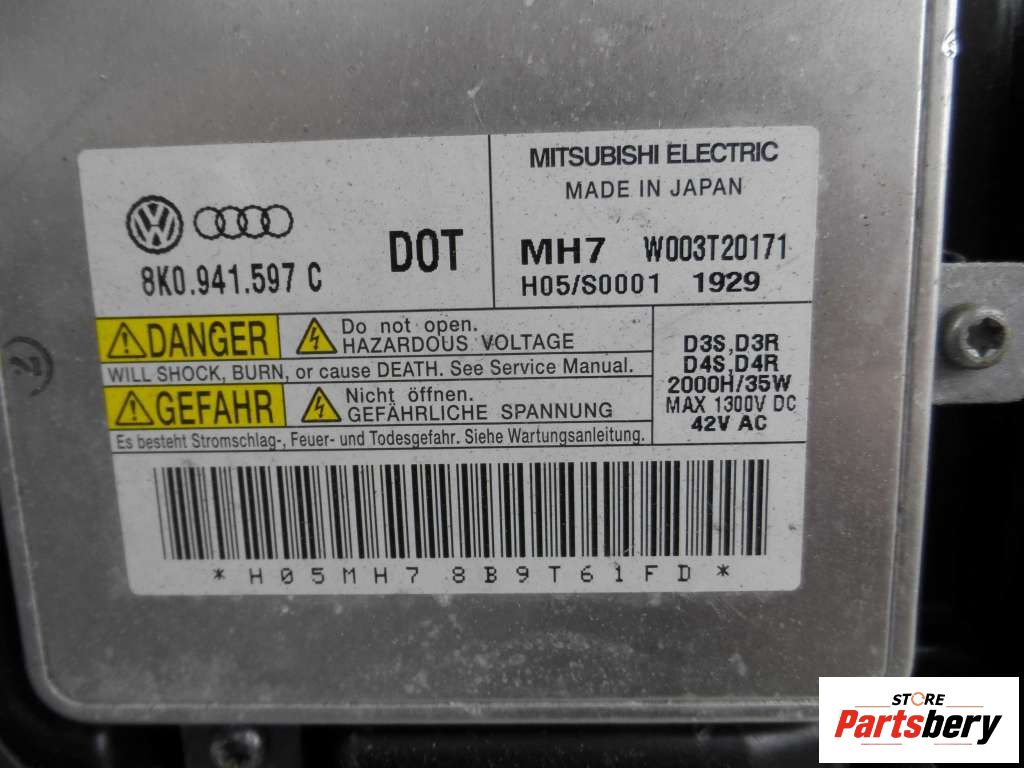 MITSUBISHI ELECTRIC
MADE IN JAPAN
8K0.941.597 C
DOT
MH7 W003T20171
H05/S0001 1929
DANGER
Do not open.
HAZARDOUS VOLTAGE
WILL SHOCK, BURN, or cause DEATH. See Service Manual.
GEFAHR
Nicht öffnen.
GEFÄHRLICHE SPANNUNG
Es besteht Stromschlag-, Feuer- und Todesgefahr. Siehe Wartungsanleitung.
D3S,D3R
D4S,D4R
2000H/35W
MAX 1300V DC
42V AC
*H05MH78B9T61FD*
STORE
Partsbery